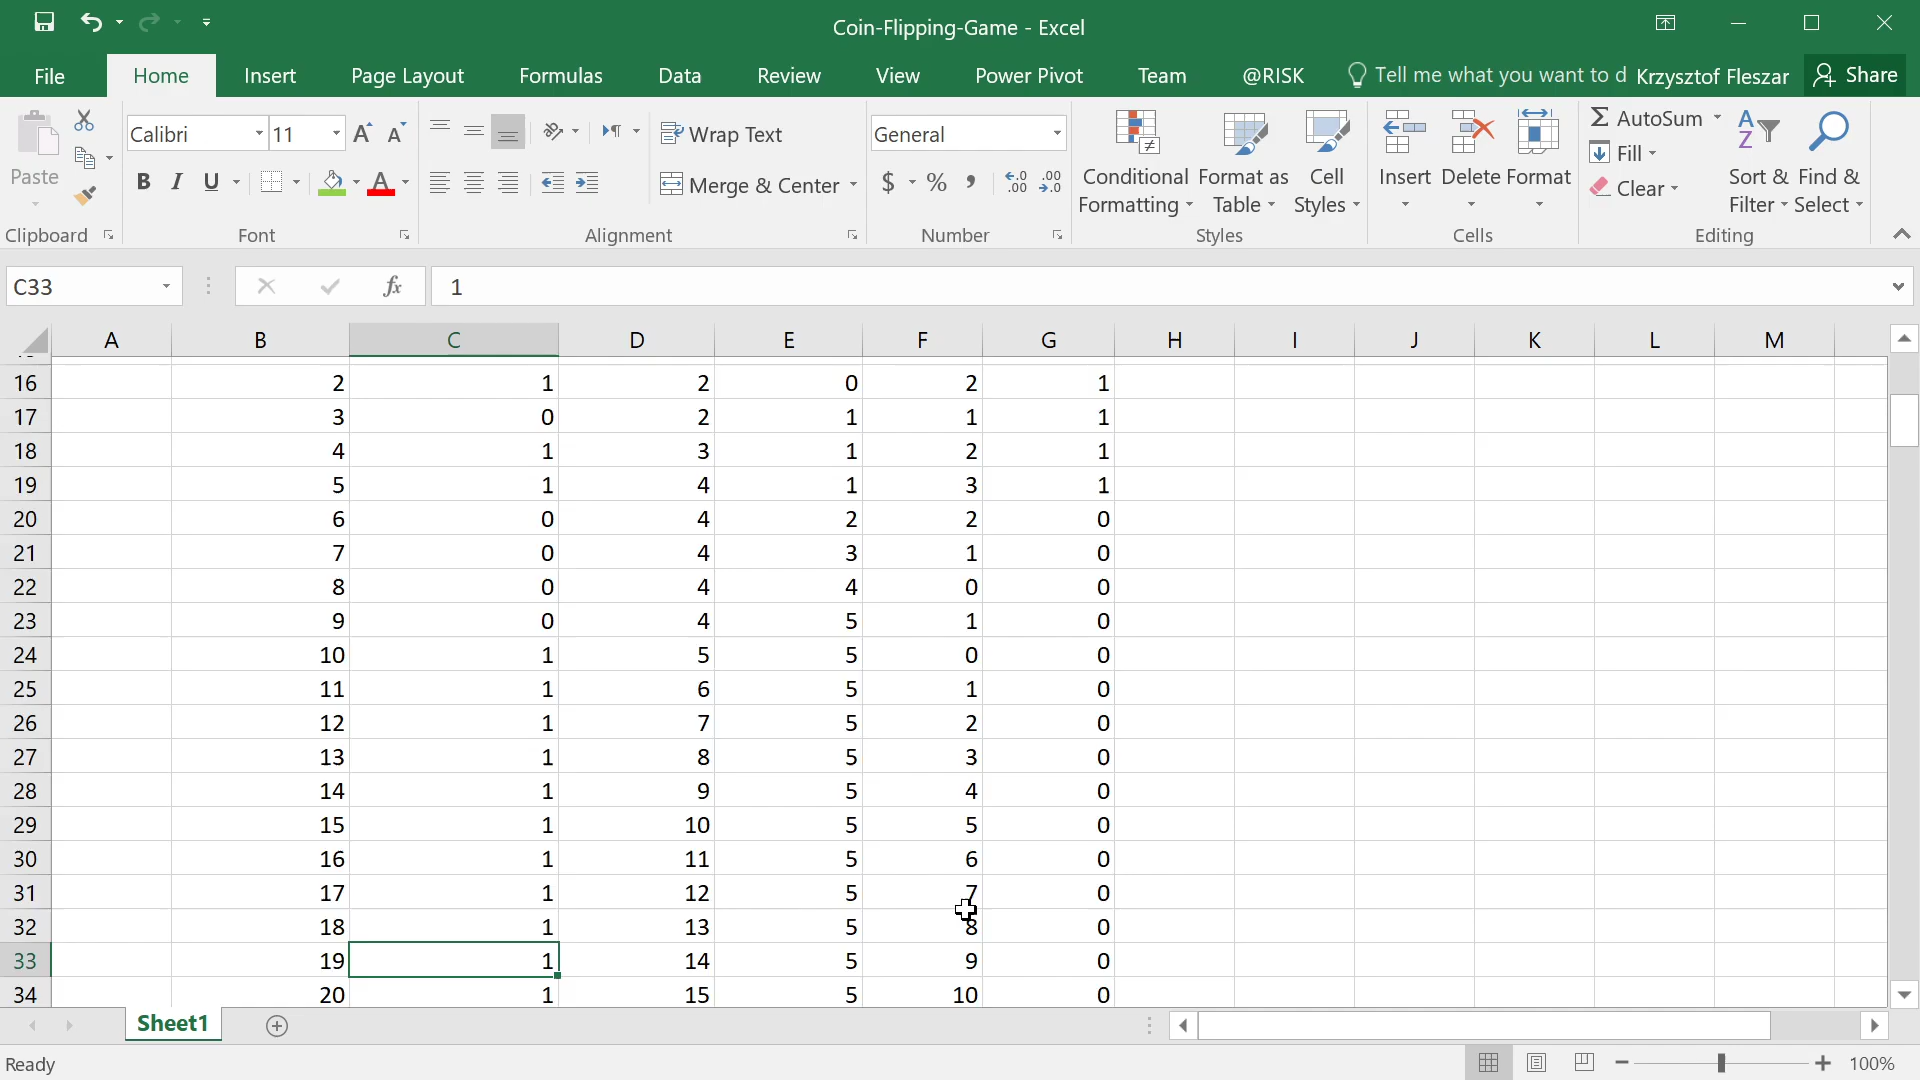 Coin-Flipping-Game - Excel
File Home Insert Page Layout Formulas Data Review View Power Pivot Team @RISK Tell me what you want to d Krzysztof Fleszar Share
Paste
Clipboard
Calibri 11 A A
B I U A
Font
Wrap Text
Merge & Center
Alignment
General
$ % , .0 .00 .00 .0
Number
Conditional Formatting
Format as Table
Cell Styles
Styles
Insert Delete Format
Cells
AutoSum
Fill
Clear
Sort & Filter
Find & Select
Editing
C33 fx 1
A B C D E F G H I J K L M
16 2 1 2 0 2 1
17 3 0 2 1 1 1
18 4 1 3 1 2 1
19 5 1 4 1 3 1
20 6 0 4 2 2 0
21 7 0 4 3 1 0
22 8 0 4 4 0 0
23 9 0 4 5 1 0
24 10 1 5 5 0 0
25 11 1 6 5 1 0
26 12 1 7 5 2 0
27 13 1 8 5 3 0
28 14 1 9 5 4 0
29 15 1 10 5 5 0
30 16 1 11 5 6 0
31 17 1 12 5 7 0
32 18 1 13 5 8 0
33 19 1 14 5 9 0
34 20 1 15 5 10 0
Sheet1
Ready 100%